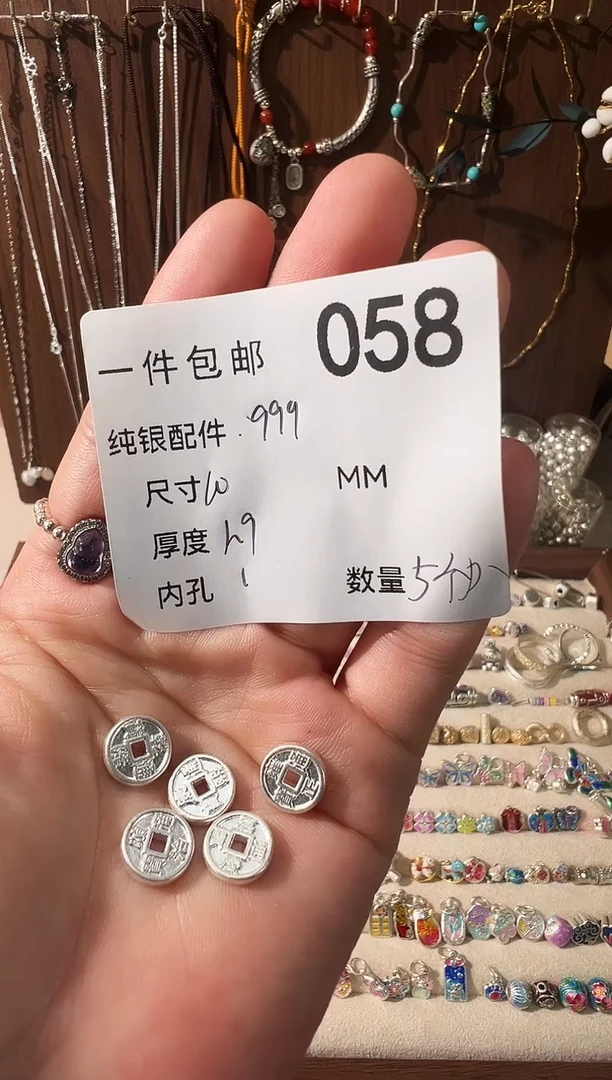 058
一件包邮
纯银配件.999
尺寸10 MM
厚度2.9
内孔1 数量5个